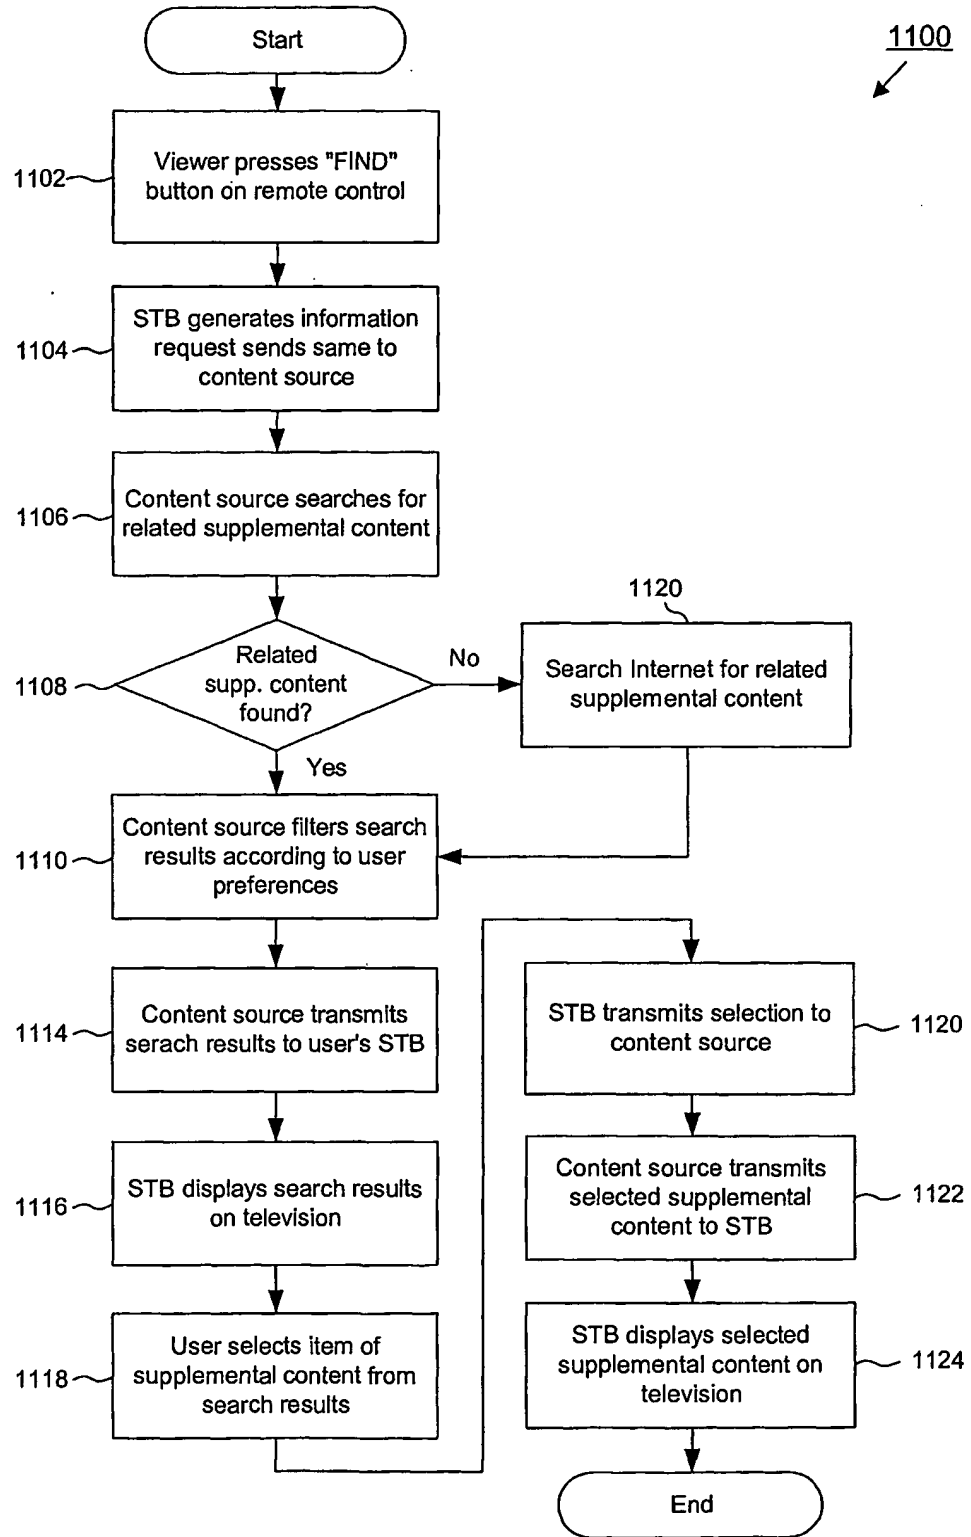 Start
1100
1102
Viewer presses "FIND"
button on remote control
1104
STB generates information
request sends same to
content source
1106
Content source searches for
related supplemental content
1108
Related
supp. content
found?
No
1120
Search Internet for related
supplemental content
Yes
1110
Content source filters search
results according to user
preferences
1114
Content source transmits
serach results to user's STB
1116
STB displays search results
on television
1118
User selects item of
supplemental content from
search results
STB transmits selection to
content source
1120
Content source transmits
selected supplemental
content to STB
1122
STB displays selected
supplemental content on
television
1124
End